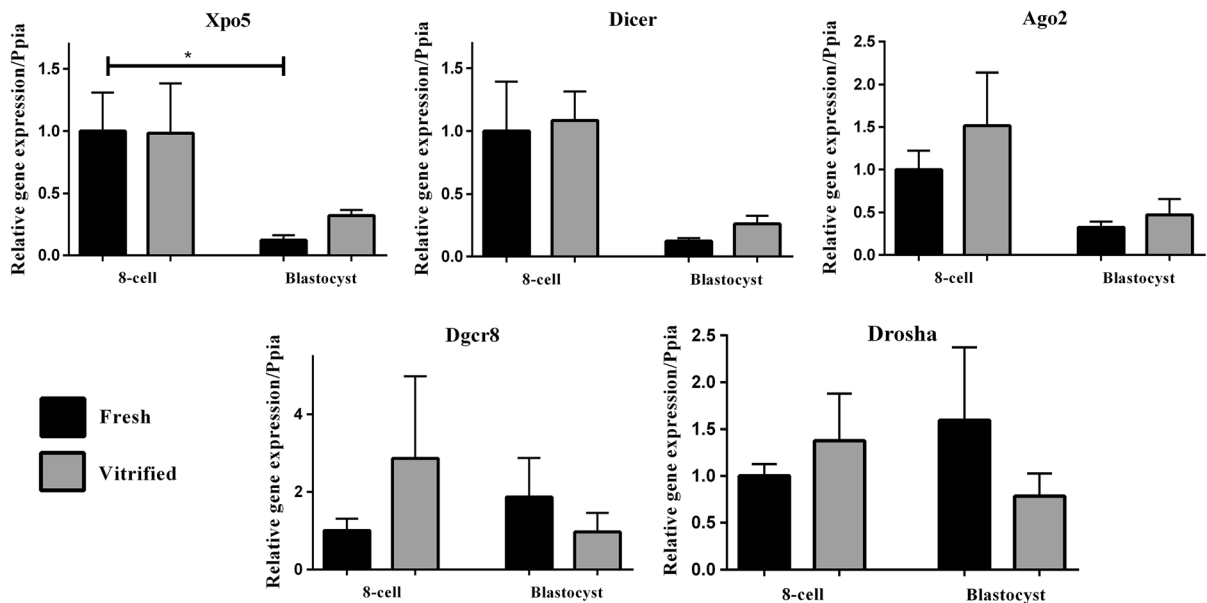 Xpo5
Relative gene expression/Ppia
1.5
1.0
0.5
0.0
*
8-cell
Blastocyst
Dicer
Relative gene expression/Ppia
1.5
1.0
0.5
0.0
8-cell
Blastocyst
Ago2
Relative gene expression/Ppia
2.5
2.0
1.5
1.0
0.5
0.0
8-cell
Blastocyst
Fresh
Vitrified
Dgcr8
Relative gene expression/Ppia
4
2
0
8-cell
Blastocyst
Drosha
Relative gene expression/Ppia
2.5
2.0
1.5
1.0
0.5
0.0
8-cell
Blastocyst